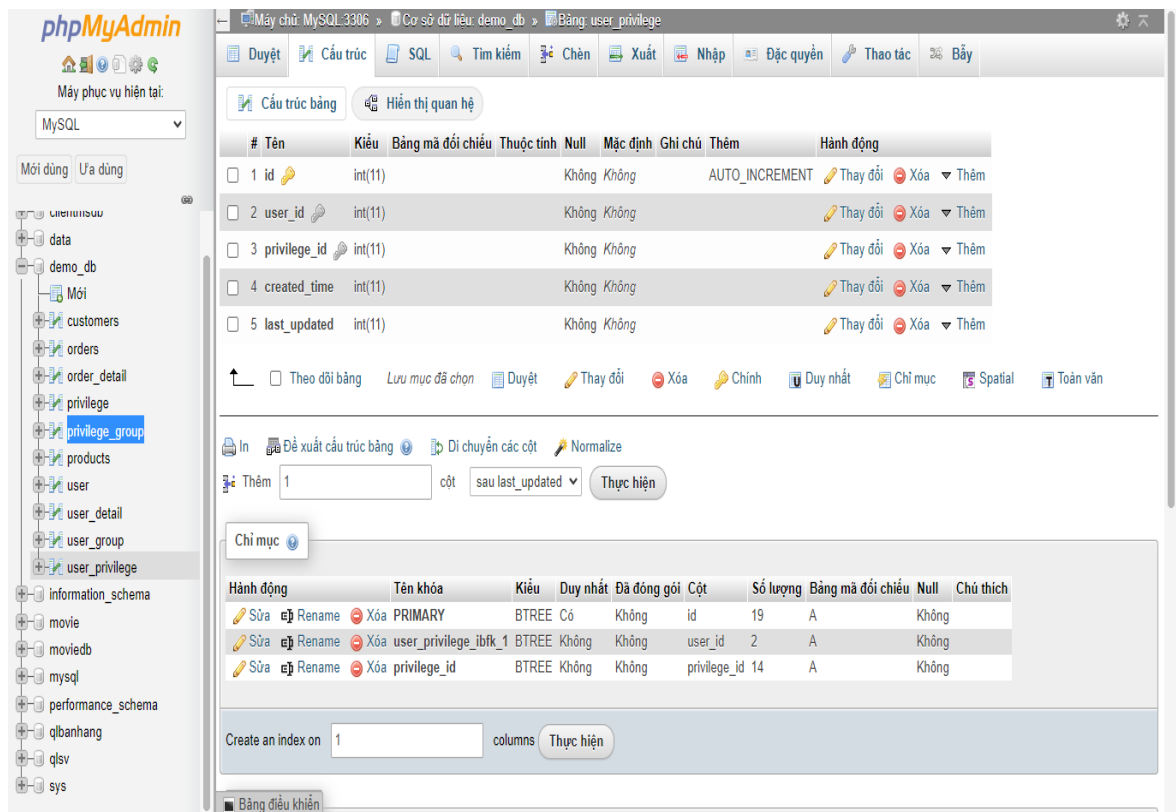 phpMyAdmin
Máy phục vụ hiện tại:
MySQL
Mới dùng Ưa dùng
clientmsdb
data
demo_db
Mới
customers
orders
order_detail
privilege
privilege_group
products
user
user_detail
user_group
user_privilege
information_schema
movie
moviedb
mysql
performance_schema
qlbanhang
qlsv
sys
Máy chủ: MySQL:3306 » Cơ sở dữ liệu: demo_db » Bảng: user_privilege
Duyệt Cấu trúc SQL Tìm kiếm Chèn Xuất Nhập Đặc quyền Thao tác Bẫy
Cấu trúc bảng Hiển thị quan hệ
# Tên Kiểu Bảng mã đối chiếu Thuộc tính Null Mặc định Ghi chú Thêm Hành động
1 id int(11) Không Không AUTO_INCREMENT Thay đổi Xóa Thêm
2 user_id int(11) Không Không Thay đổi Xóa Thêm
3 privilege_id int(11) Không Không Thay đổi Xóa Thêm
4 created_time int(11) Không Không Thay đổi Xóa Thêm
5 last_updated int(11) Không Không Thay đổi Xóa Thêm
Theo dõi bảng Lưu mục đã chọn Duyệt Thay đổi Xóa Chính Duy nhất Chỉ mục Spatial Toàn văn
In Đề xuất cấu trúc bảng Di chuyển các cột Normalize
Thêm 1 cột sau last_updated Thực hiện
Chỉ mục
Hành động Tên khóa Kiểu Duy nhất Đã đóng gói Cột Số lượng Bảng mã đối chiếu Null Chú thích
Sửa Rename Xóa PRIMARY BTREE Có Không id 19 A Không
Sửa Rename Xóa user_privilege_ibfk_1 BTREE Không Không user_id 2 A Không
Sửa Rename Xóa privilege_id BTREE Không Không privilege_id 14 A Không
Create an index on 1 columns Thực hiện
Bảng điều khiển